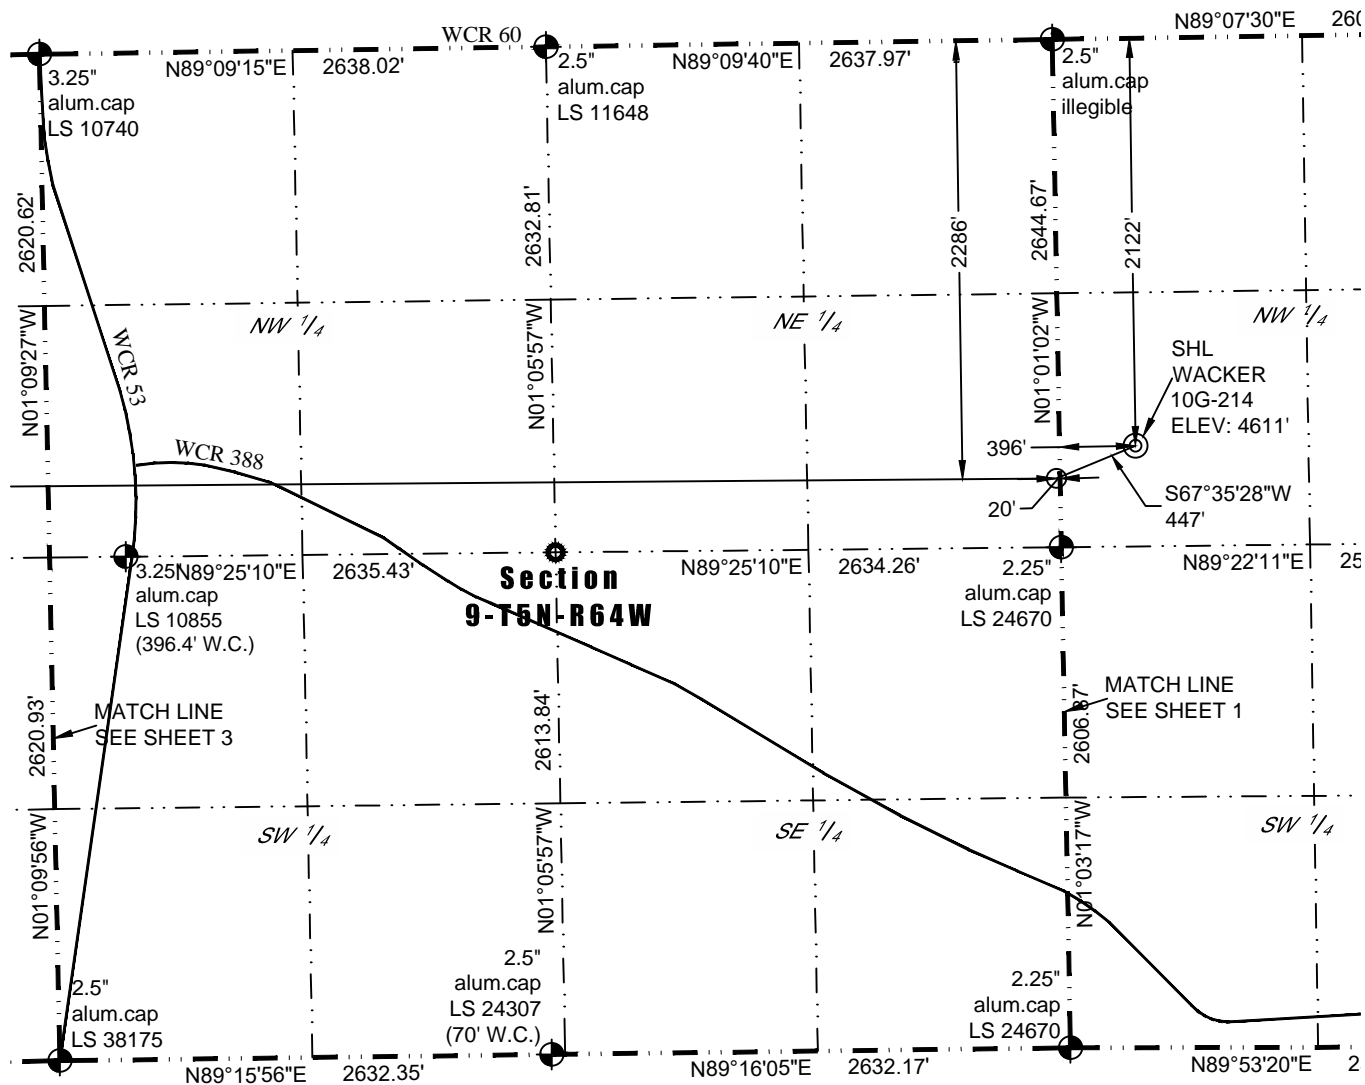 N89°07'30"E 260
WCR 60
N89°09'15"E 2638.02'
N89°09'40"E 2637.97'
3.25"
alum.cap
LS 10740
2.5"
alum.cap
LS 11648
2.5"
alum.cap
illegible
2620.62'
2632.81'
2286'
2644.67'
2122'
N01°09'27"W
NW 1/4
N01°05'57"W
NE 1/4
N01°01'02"W
NW 1/4
WCR 53
SHL
WACKER
10G-214
ELEV: 4611'
WCR 388
396'
20'
S67°35'28"W
447'
3.25"
alum.cap
LS 10855
(396.4' W.C.)
N89°25'10"E 2635.43'
Section
9-T5N-R64W
N89°25'10"E 2634.26'
2.25"
alum.cap
LS 24670
N89°22'11"E 25
2620.93'
MATCH LINE
SEE SHEET 3
2613.84'
2606.87'
MATCH LINE
SEE SHEET 1
N01°09'56"W
SW 1/4
N01°05'57"W
SE 1/4
N01°03'17"W
SW 1/4
2.5"
alum.cap
LS 38175
2.5"
alum.cap
LS 24307
(70' W.C.)
2.25"
alum.cap
LS 24670
N89°15'56"E 2632.35'
N89°16'05"E 2632.17'
N89°53'20"E 2